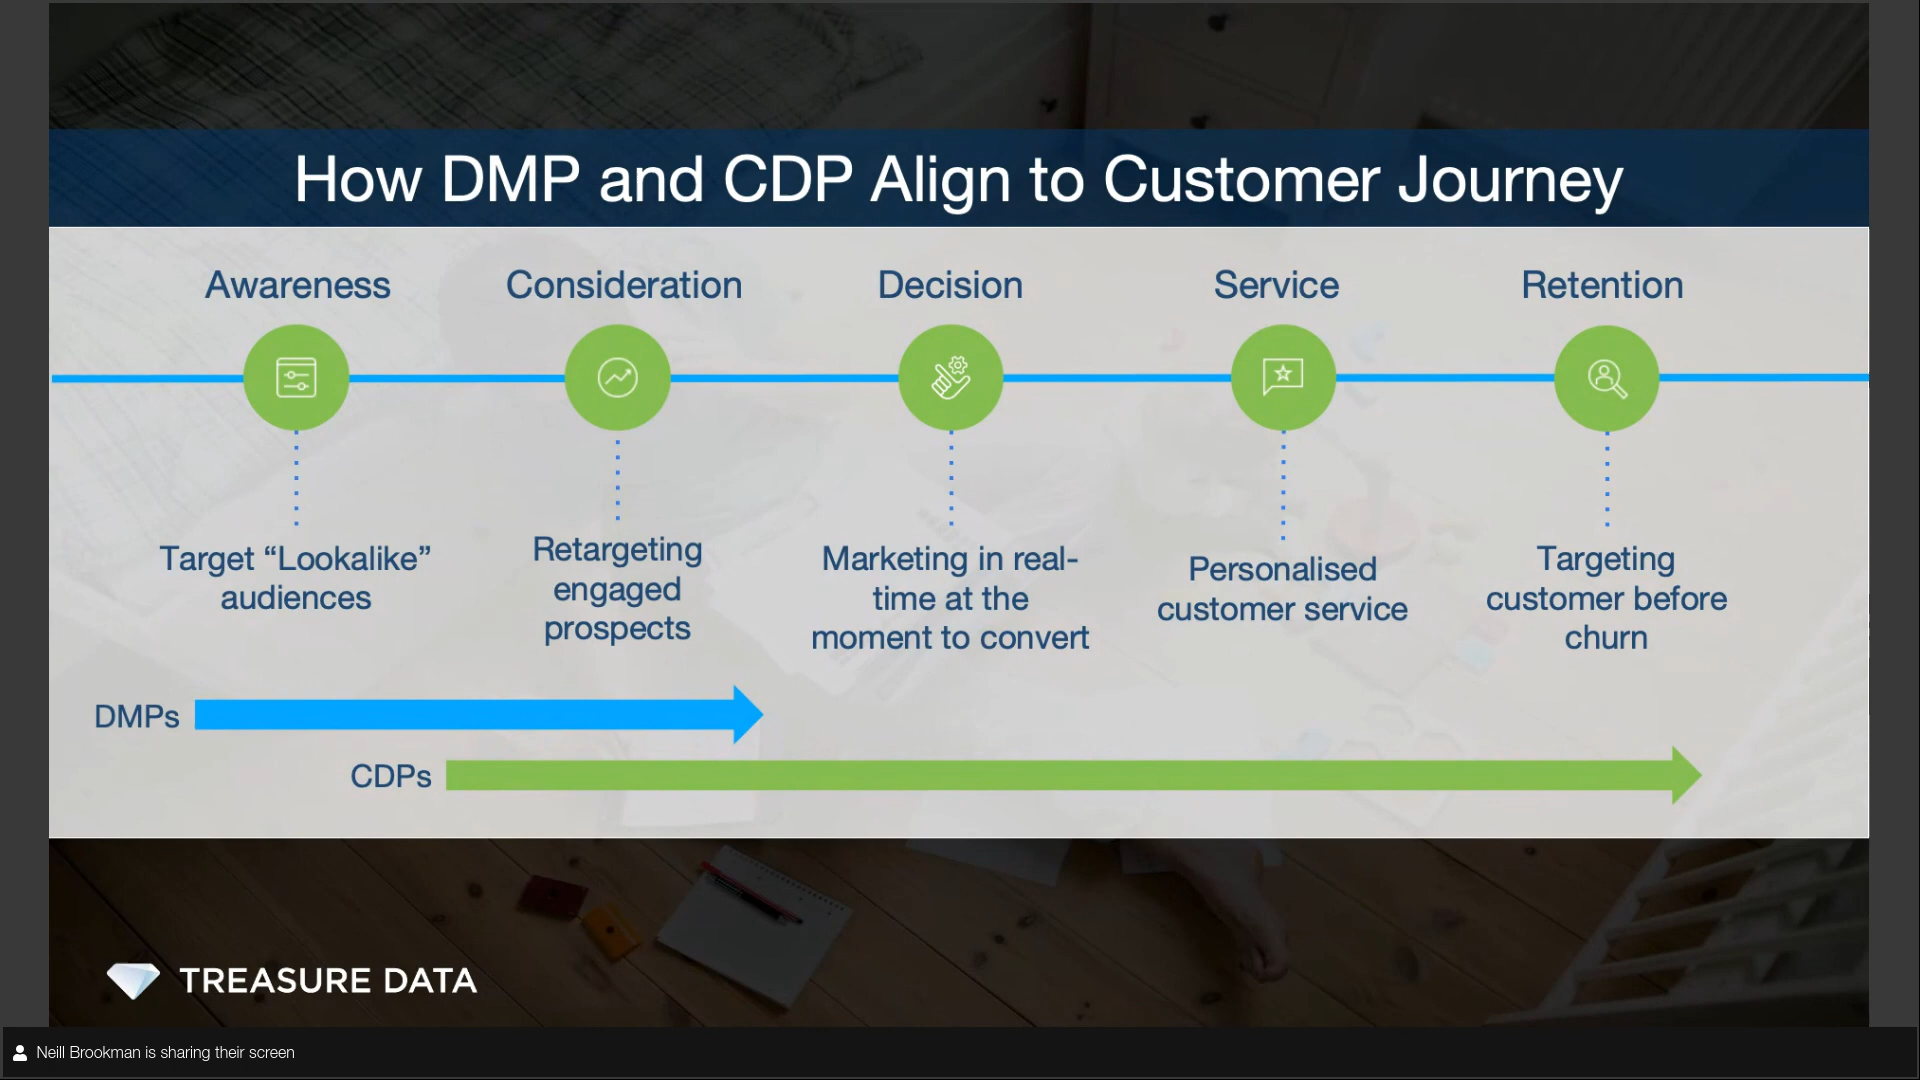 How DMP and CDP Align to Customer Journey
Awareness
Consideration
Decision
Service
Retention
Target “Lookalike”
audiences
Retargeting
engaged
prospects
Marketing in real-
time at the
moment to convert
Personalised
customer service
Targeting
customer before
churn
DMPs
CDPs
TREASURE DATA
Neill Brookman is sharing their screen